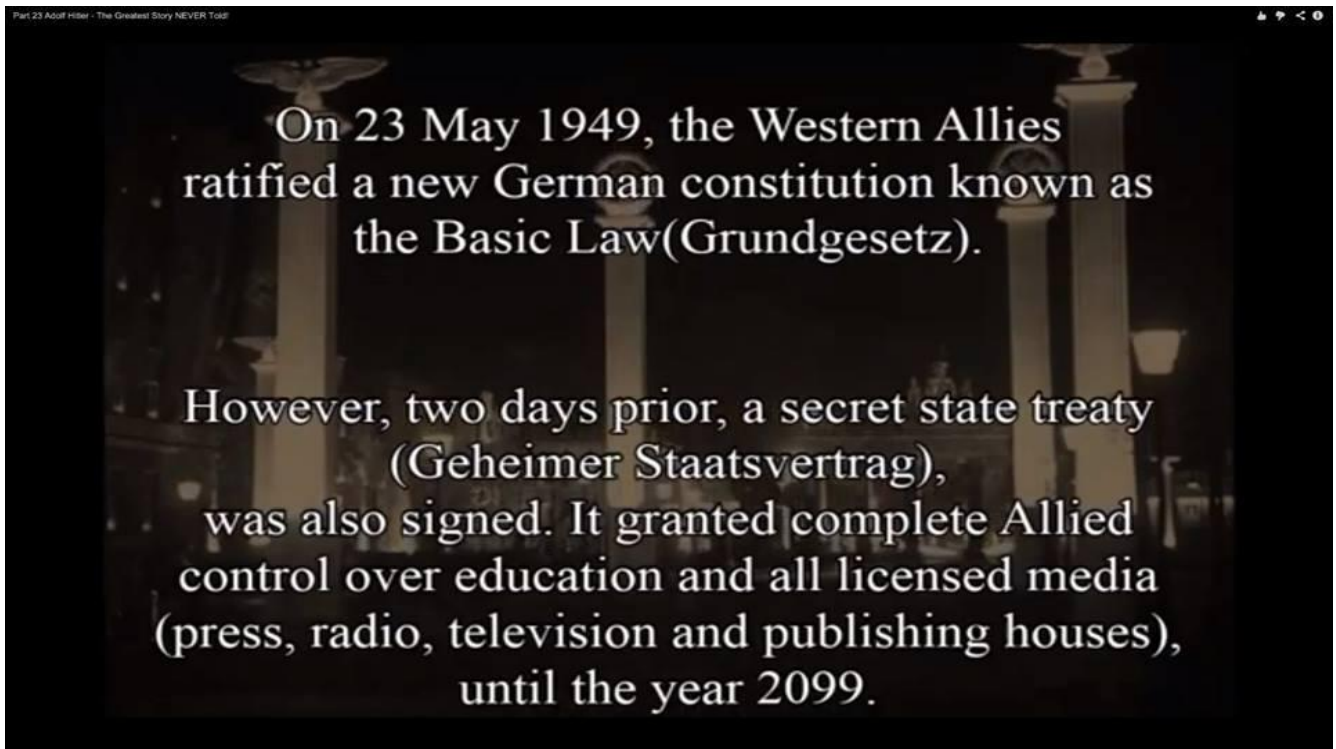 Part 23 Adolf Hitler - The Greatest Story NEVER Told!
On 23 May 1949, the Western Allies
ratified a new German constitution known as
the Basic Law(Grundgesetz).
However, two days prior, a secret state treaty
(Geheimer Staatsvertrag),
was also signed. It granted complete Allied
control over education and all licensed media
(press, radio, television and publishing houses),
until the year 2099.